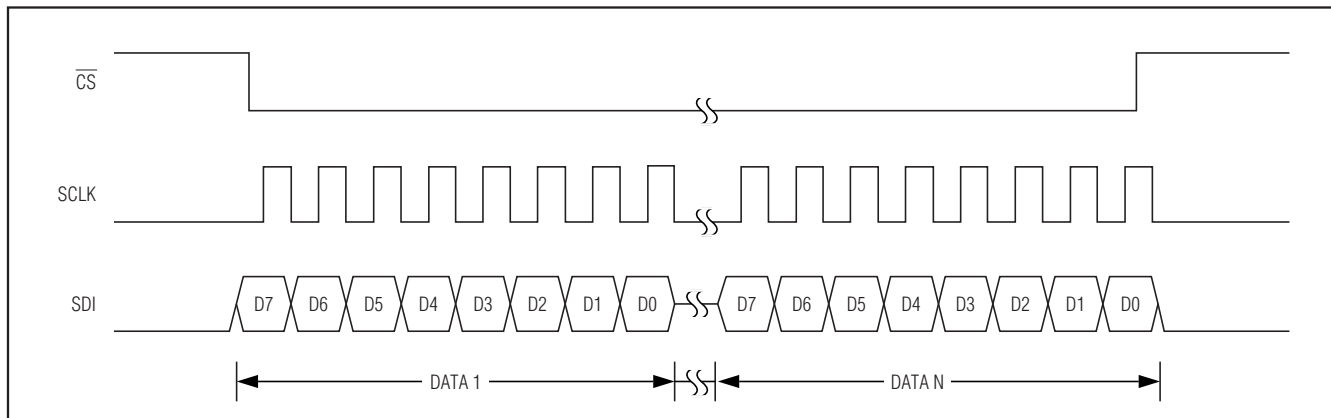 C̅S̅
SCLK
SDI
D7 D6 D5 D4 D3 D2 D1 D0 D7 D6 D5 D4 D3 D2 D1 D0
DATA 1 DATA N